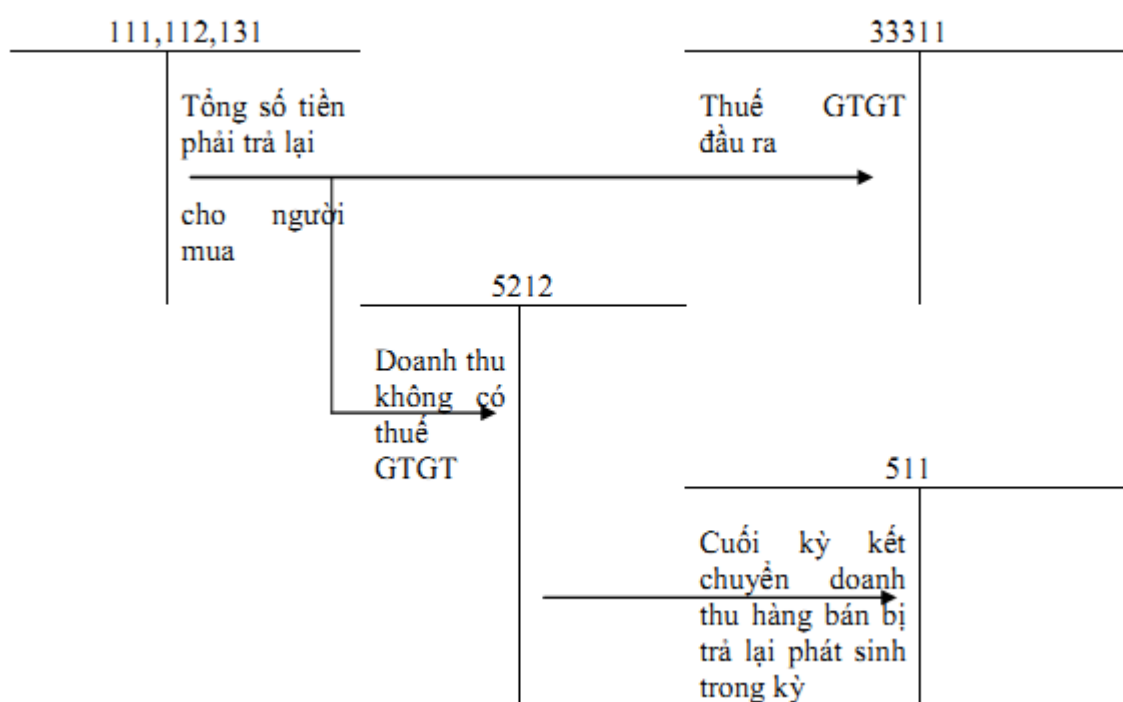 111,112,131
33311
Tổng số tiền
phải trả lại
Thuế GTGT
đầu ra
cho người
mua
5212
Doanh thu
không có
thuế
GTGT
511
Cuối kỳ kết
chuyển doanh
thu hàng bán bị
trả lại phát sinh
trong kỳ